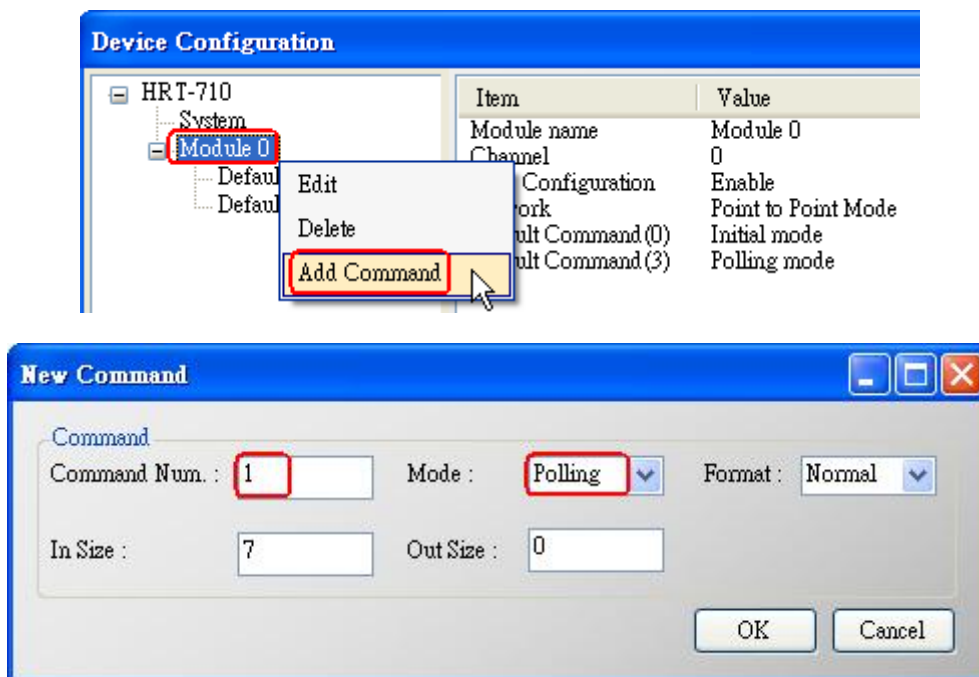 Device Configuration
HRT-710
System
Module 0
Defaul
Defaul
Edit
Delete
Add Command
Item Value
Module name Module 0
Channel 0
Configuration Enable
ork Point to Point Mode
ult Command(0) Initial mode
ult Command(3) Polling mode
New Command
Command
Command Num. : 1 Mode : Polling Format : Normal
In Size : 7 Out Size : 0
OK Cancel